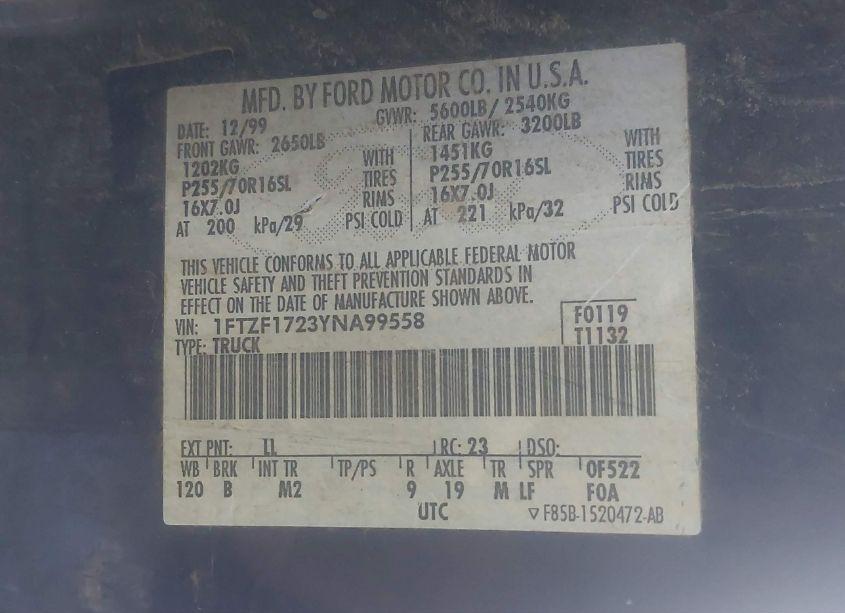 MFD. BY FORD MOTOR CO. IN U.S.A.
DATE: 12/99 GVWR: 5600LB/ 2540KG
FRONT GAWR: 2650LB REAR GAWR: 3200LB
1202KG WITH 1451KG WITH
P255/70R16SL TIRES P255/70R16SL TIRES
16X7.0J RIMS 16X7.0J RIMS
AT 200 kPa/29 PSI COLD AT 221 kPa/32 PSI COLD
THIS VEHICLE CONFORMS TO ALL APPLICABLE FEDERAL MOTOR
VEHICLE SAFETY AND THEFT PREVENTION STANDARDS IN
EFFECT ON THE DATE OF MANUFACTURE SHOWN ABOVE.
VIN: 1FTZF1723YNA99558 F0119
TYPE: TRUCK T1132
EXT PNT: LL RC: 23 DSO:
WB BRK INT TR TP/PS R AXLE TR SPR OF522
120 B M2 9 19 M LF FOA
UTC ▽ F85B-1520472-AB